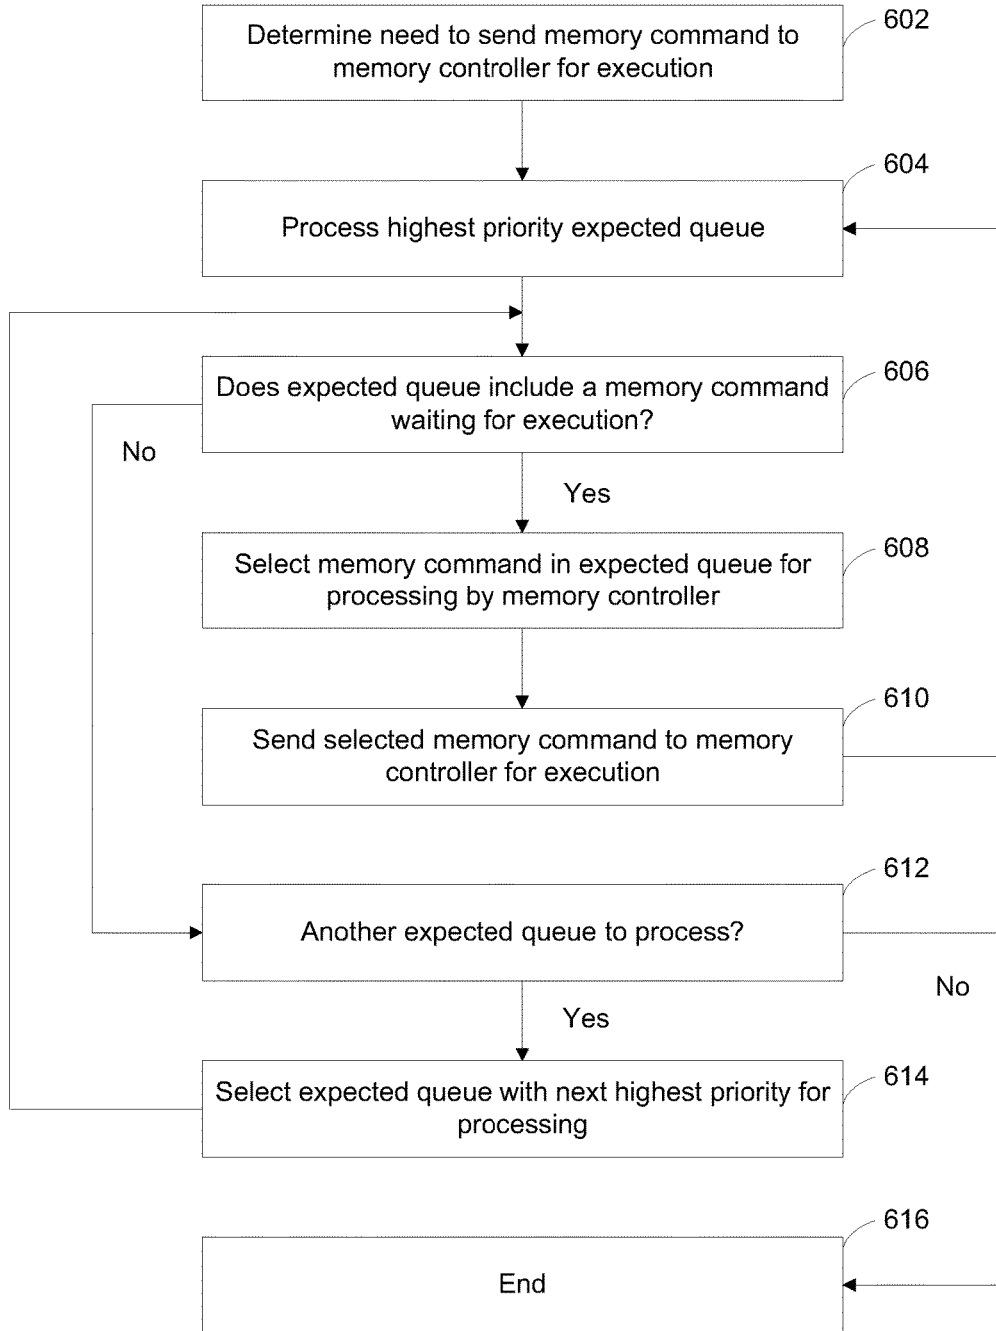 602
Determine need to send memory command to
memory controller for execution
604
Process highest priority expected queue
606
Does expected queue include a memory command
waiting for execution?
No
Yes
608
Select memory command in expected queue for
processing by memory controller
610
Send selected memory command to memory
controller for execution
612
Another expected queue to process?
No
Yes
614
Select expected queue with next highest priority for
processing
616
End